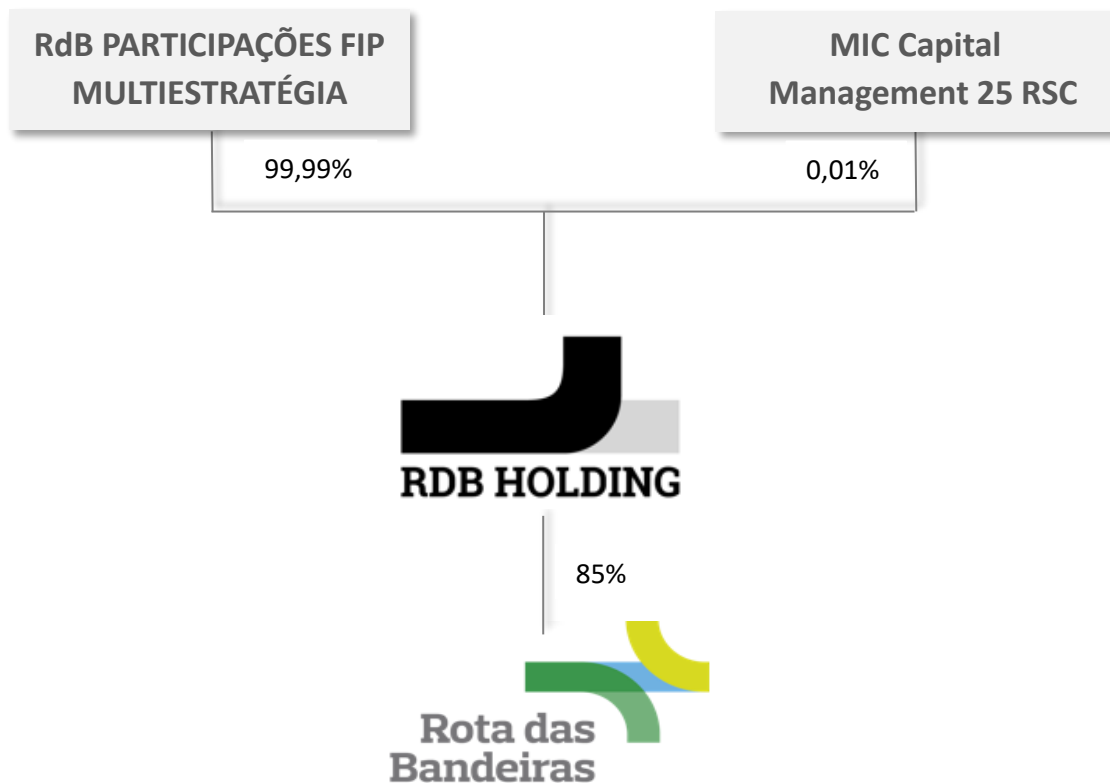 RdB PARTICIPAÇÕES FIP
MULTIESTRATÉGIA
MIC Capital
Management 25 RSC
99,99%
0,01%
RDB HOLDING
85%
Rota das
Bandeiras